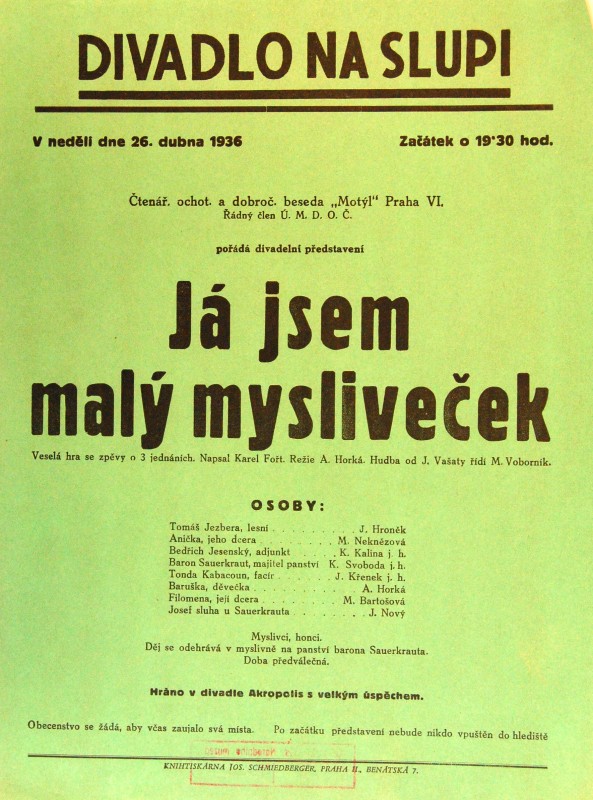 DIVADLO NA SLUPI
V neděli dne 26. dubna 1936 Začátek o 19·30 hod.
Čtenář. ochot. a dobroč. beseda „Motýl“ Praha VI.
Řádný člen Ú. M. D. O. Č.
pořádá divadelní představení
Já jsem
malý mysliveček
Veselá hra se zpěvy o 3 jednáních. Napsal Karel Fořt. Režie A. Horká. Hudba od J. Vašaty řídí M. Voborník.
OSOBY:
Tomáš Jezbera, lesní . . . . . . . . . J. Hroněk
Anička, jeho dcera . . . . . . . . M. Neknězová
Bedřich Jesenský, adjunkt . . . . . K. Kalina j. h.
Baron Sauerkraut, majitel panství K. Svoboda j. h.
Tonda Kabacoun, facír . . . . . . J. Křenek j. h.
Baruška, děvečka . . . . . . . . . . A. Horká
Filomena, její dcera . . . . . . . . M. Bartošová
Josef sluha u Sauerkrauta . . . . . . . J. Nový
Myslivci, honci.
Děj se odehrává v myslivně na panství barona Sauerkrauta.
Doba předválečná.
Hráno v divadle Akropolis s velkým úspěchem.
Obecenstvo se žádá, aby včas zaujalo svá místa. Po začátku představení nebude nikdo vpuštěn do hlediště
KNIHTISKÁRNA JOS. SCHMIEDBERGER, PRAHA II., BENÁTSKÁ 7.